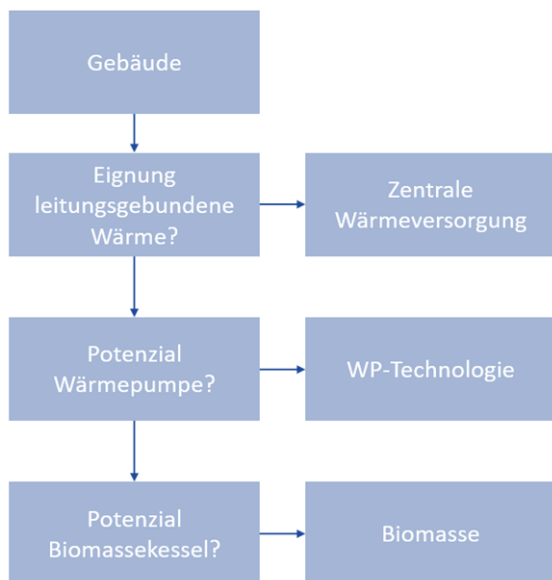 Gebäude
Eignung
leitungsgebundene
Wärme?
Zentrale
Wärmeversorgung
Potenzial
Wärmepumpe?
WP-Technologie
Potenzial
Biomassekessel?
Biomasse